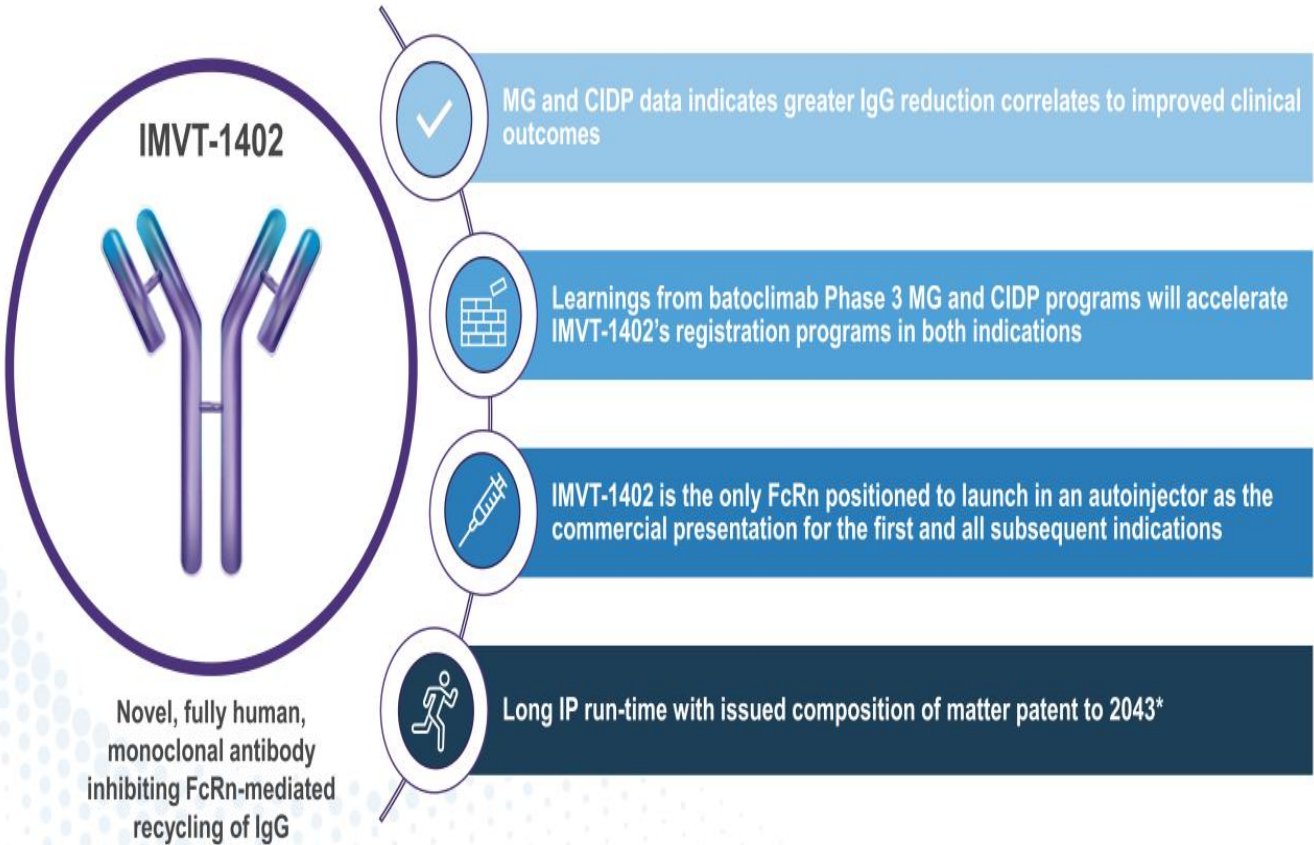 IMVT-1402
Novel, fully human,
monoclonal antibody
inhibiting FcRn-mediated
recycling of IgG
MG and CIDP data indicates greater IgG reduction correlates to improved clinical
outcomes
Learnings from batoclimab Phase 3 MG and CIDP programs will accelerate
IMVT-1402’s registration programs in both indications
IMVT-1402 is the only FcRn positioned to launch in an autoinjector as the
commercial presentation for the first and all subsequent indications
Long IP run-time with issued composition of matter patent to 2043*